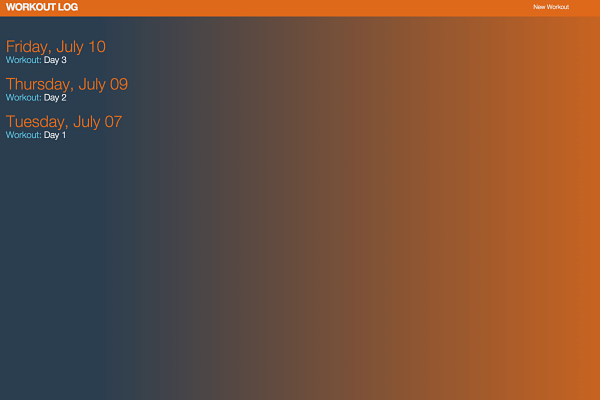 WORKOUT LOG
New Workout
Friday, July 10
Workout: Day 3
Thursday, July 09
Workout: Day 2
Tuesday, July 07
Workout: Day 1